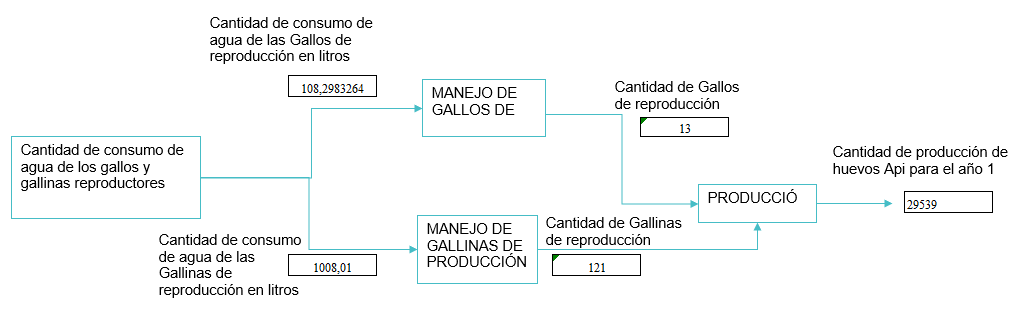 Cantidad de consumo de
agua de las Gallos de
reproducción en litros
108,2983264
MANEJO DE
GALLOS DE
Cantidad de Gallos
de reproducción
13
Cantidad de consumo de
agua de los gallos y
gallinas reproductores
Cantidad de producción de
huevos Api para el año 1
29539
PRODUCCIÓ
Cantidad de consumo
de agua de las
Gallinas de
reproducción en litros
1008,01
MANEJO DE
GALLINAS DE
PRODUCCIÓN
Cantidad de Gallinas
de reproducción
121